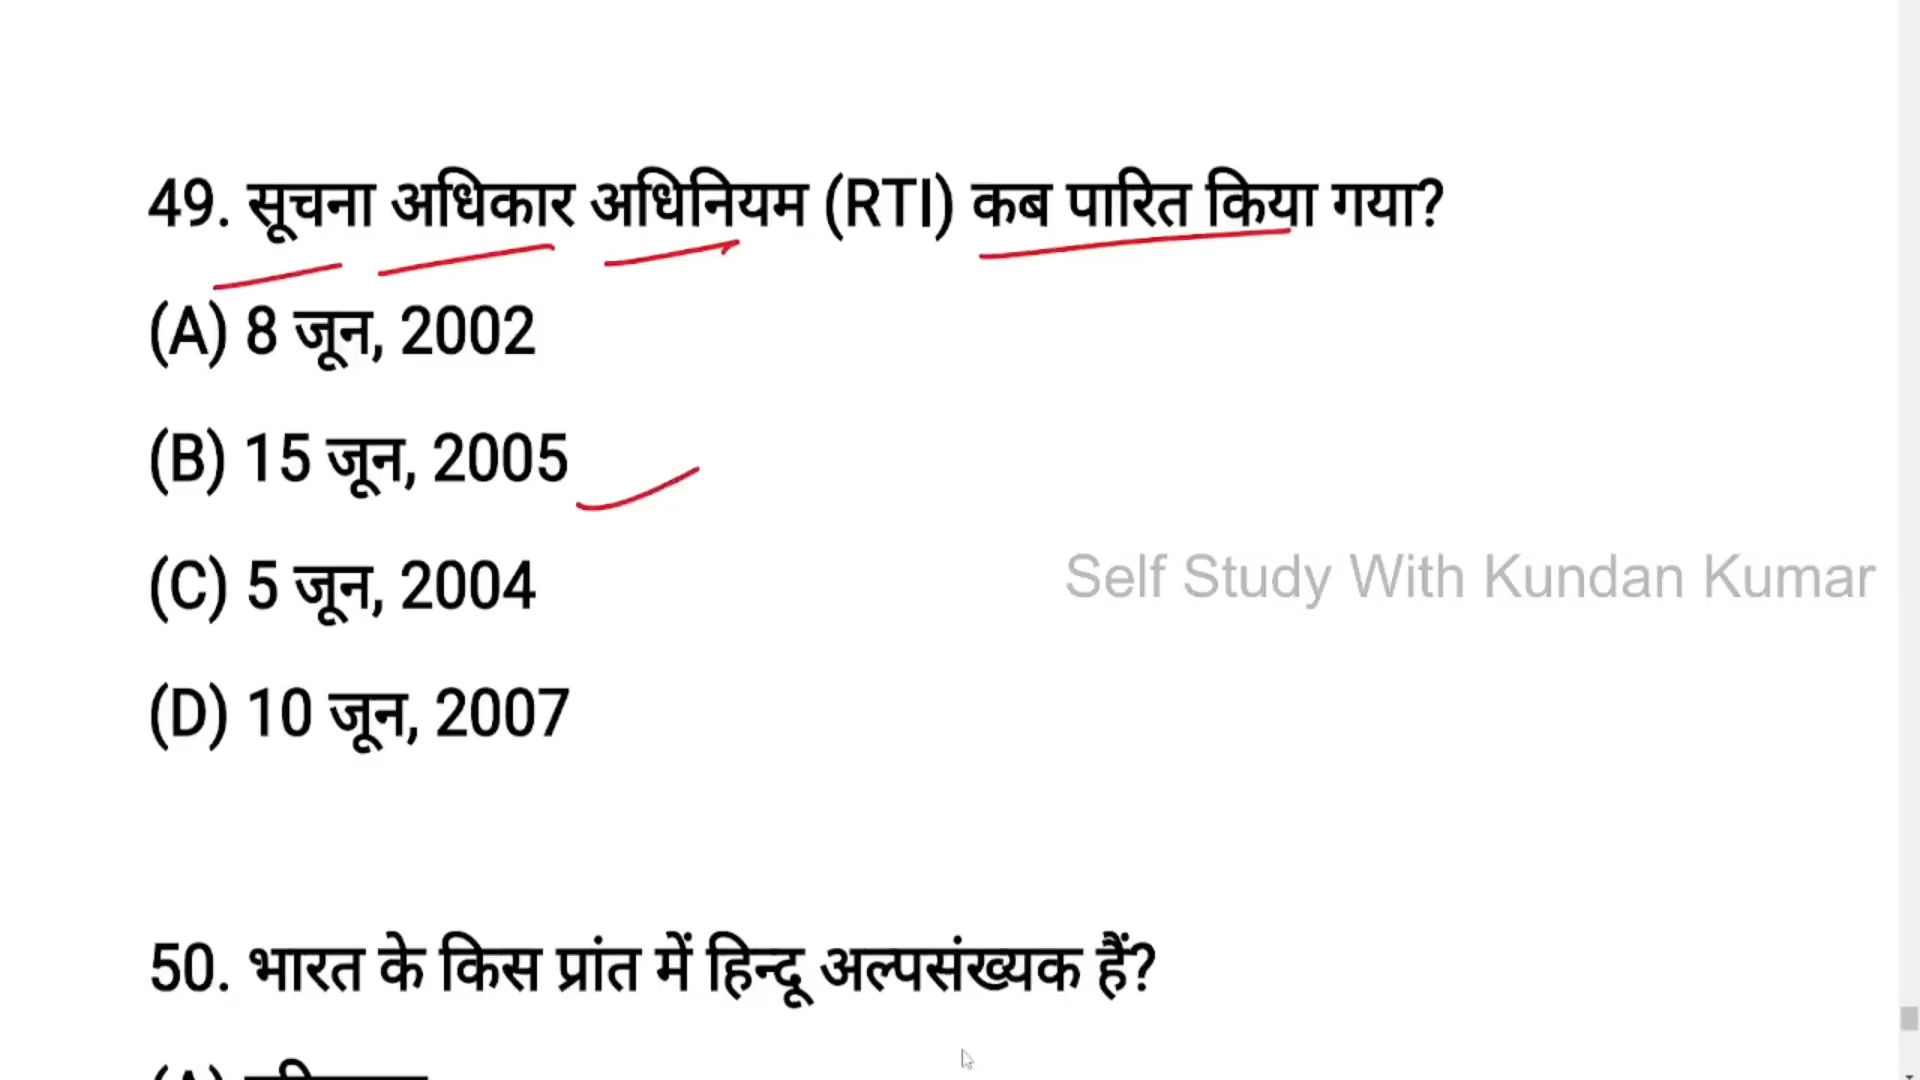 49. सूचना अधिकार अधिनियम (RTI) कब पारित किया गया?
(A) 8 जून, 2002
(B) 15 जून, 2005
(C) 5 जून, 2004
Self Study With Kundan Kumar
(D) 10 जून, 2007
50. भारत के किस प्रांत में हिन्दू अल्पसंख्यक हैं?
(A)